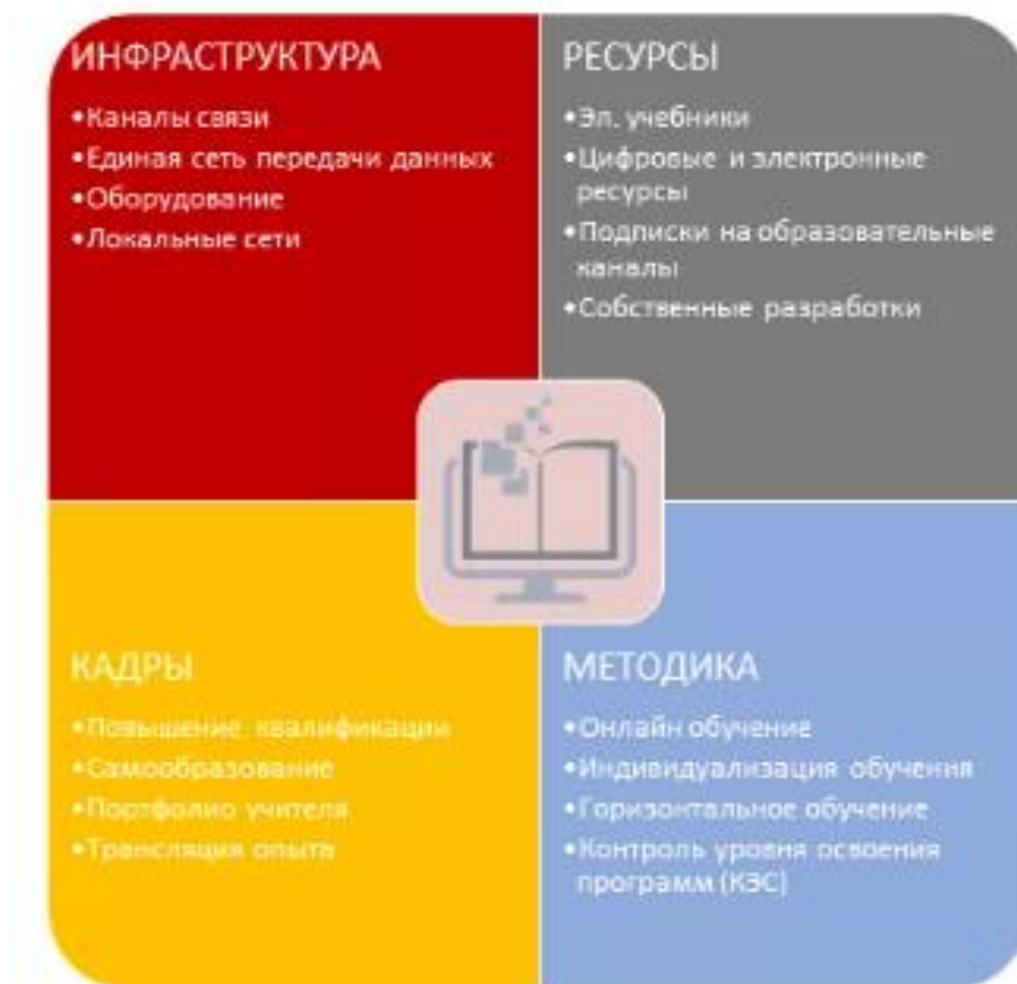 ИНФРАСТРУКТУРА
•Каналы связи
•Единая сеть передачи данных
•Оборудование
•Локальные сети
РЕСУРСЫ
•Эл. учебники
•Цифровые и электронные
ресурсы
•Подписки на образовательные
каналы
•Собственные разработки
КАДРЫ
•Повышение квалификации
•Самообразование
•Портфолио учителя
•Трансляция опыта
МЕТОДИКА
•Онлайн обучение
•Индивидуализация обучения
•Горизонтальное обучение
•Контроль уровня освоения
программ (КЭС)